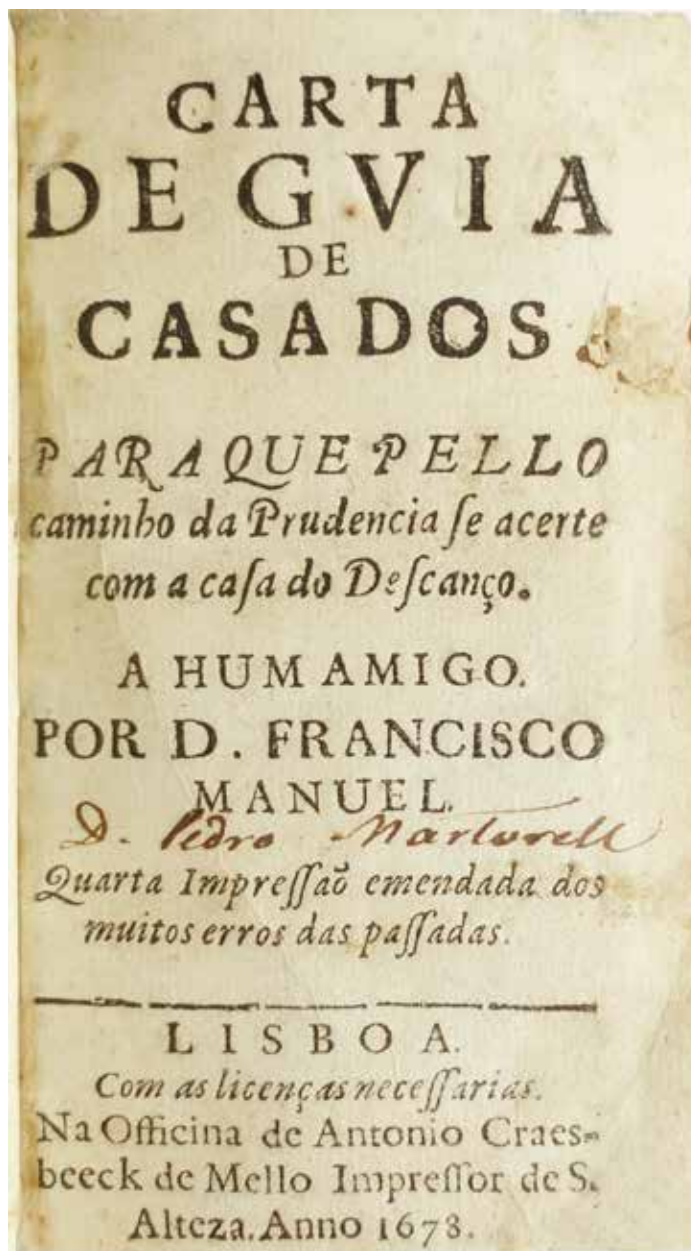 CARTA
DE GVIA
DE
CASADOS
PARA QUE PELLO
caminho da Prudencia ſe acerte
com a caſa do Deſcanço.
A HUM AMIGO.
POR D. FRANCISCO
MANUEL.
D. Pedro Martorell
Quarta Impreſſaõ emendada dos
muitos erros das paſſadas.
LISBOA.
Com as licenças neceſſarias.
Na Officina de Antonio Craes-
beeck de Mello Impreſſor de S.
Alteza. Anno 1678.